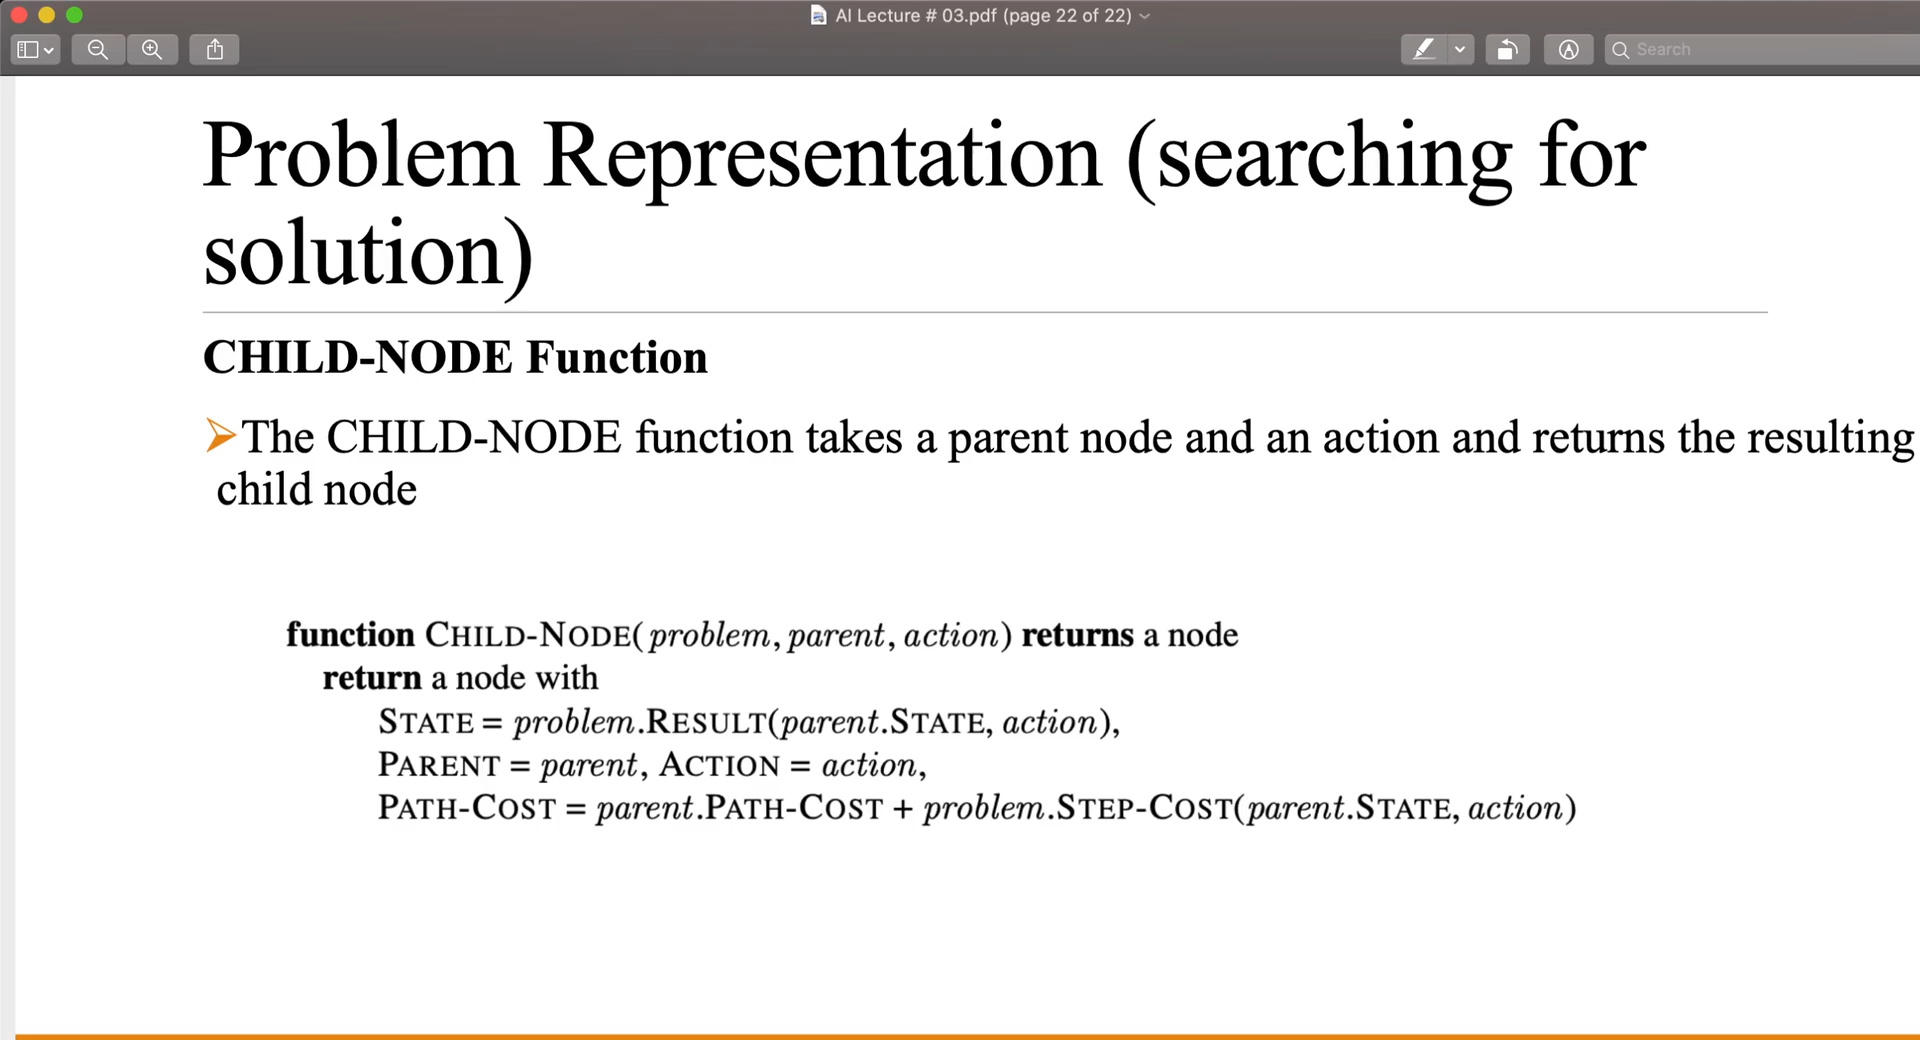 AI Lecture # 03.pdf (page 22 of 22)
Search
Problem Representation (searching for
solution)
CHILD-NODE Function
➢The CHILD-NODE function takes a parent node and an action and returns the resulting
child node
function CHILD-NODE(problem, parent, action) returns a node
return a node with
STATE = problem.RESULT(parent.STATE, action),
PARENT = parent, ACTION = action,
PATH-COST = parent.PATH-COST + problem.STEP-COST(parent.STATE, action)